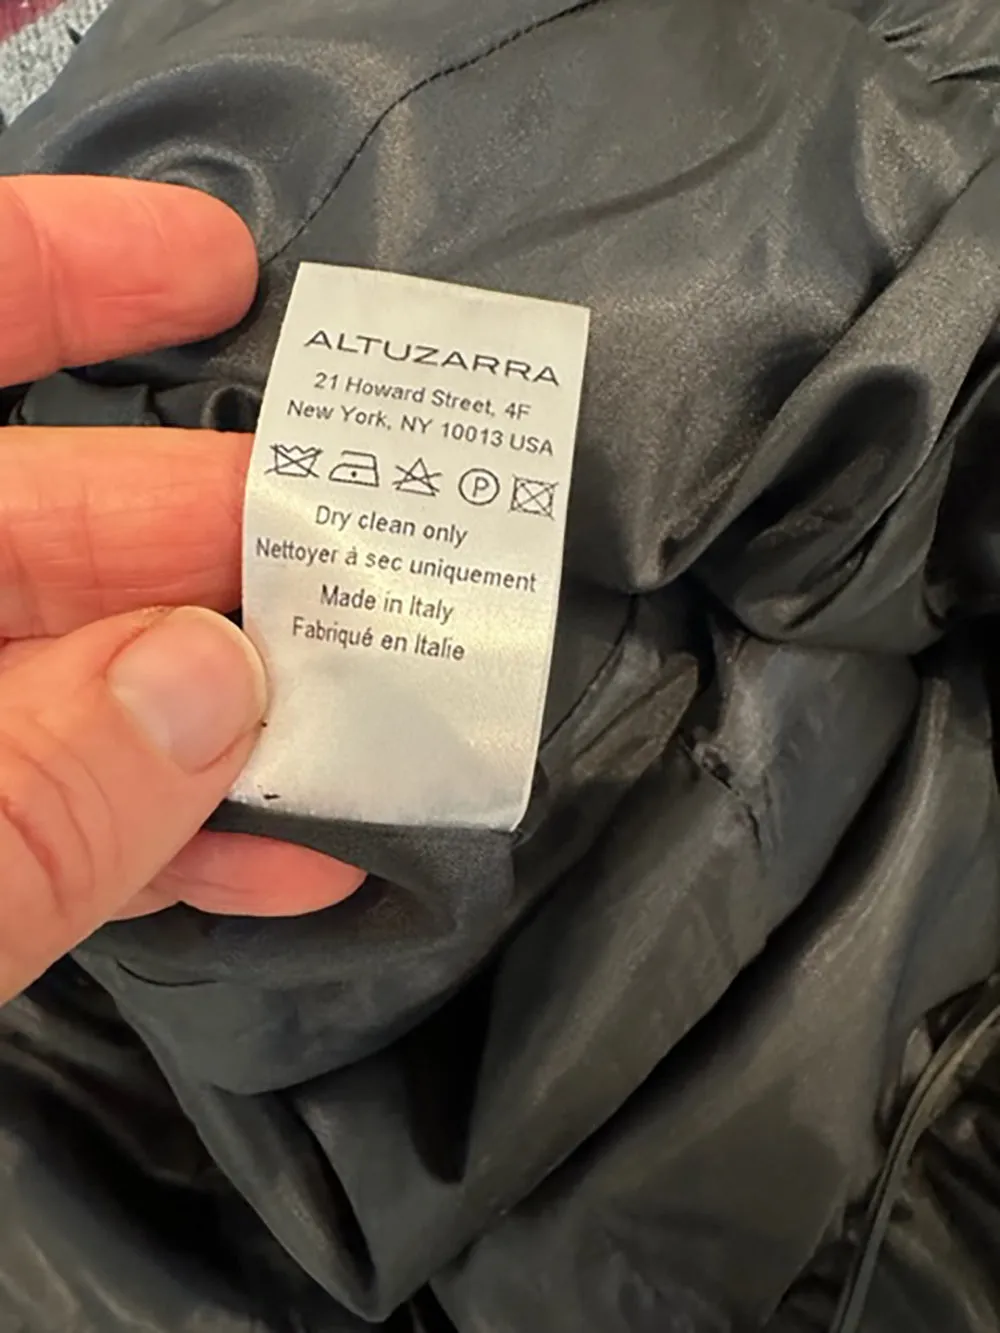 ALTUZARRA
21 Howard Street, 4F
New York, NY 10013 USA
P
Dry clean only
Nettoyer à sec uniquement
Made in Italy
Fabriqué en Italie